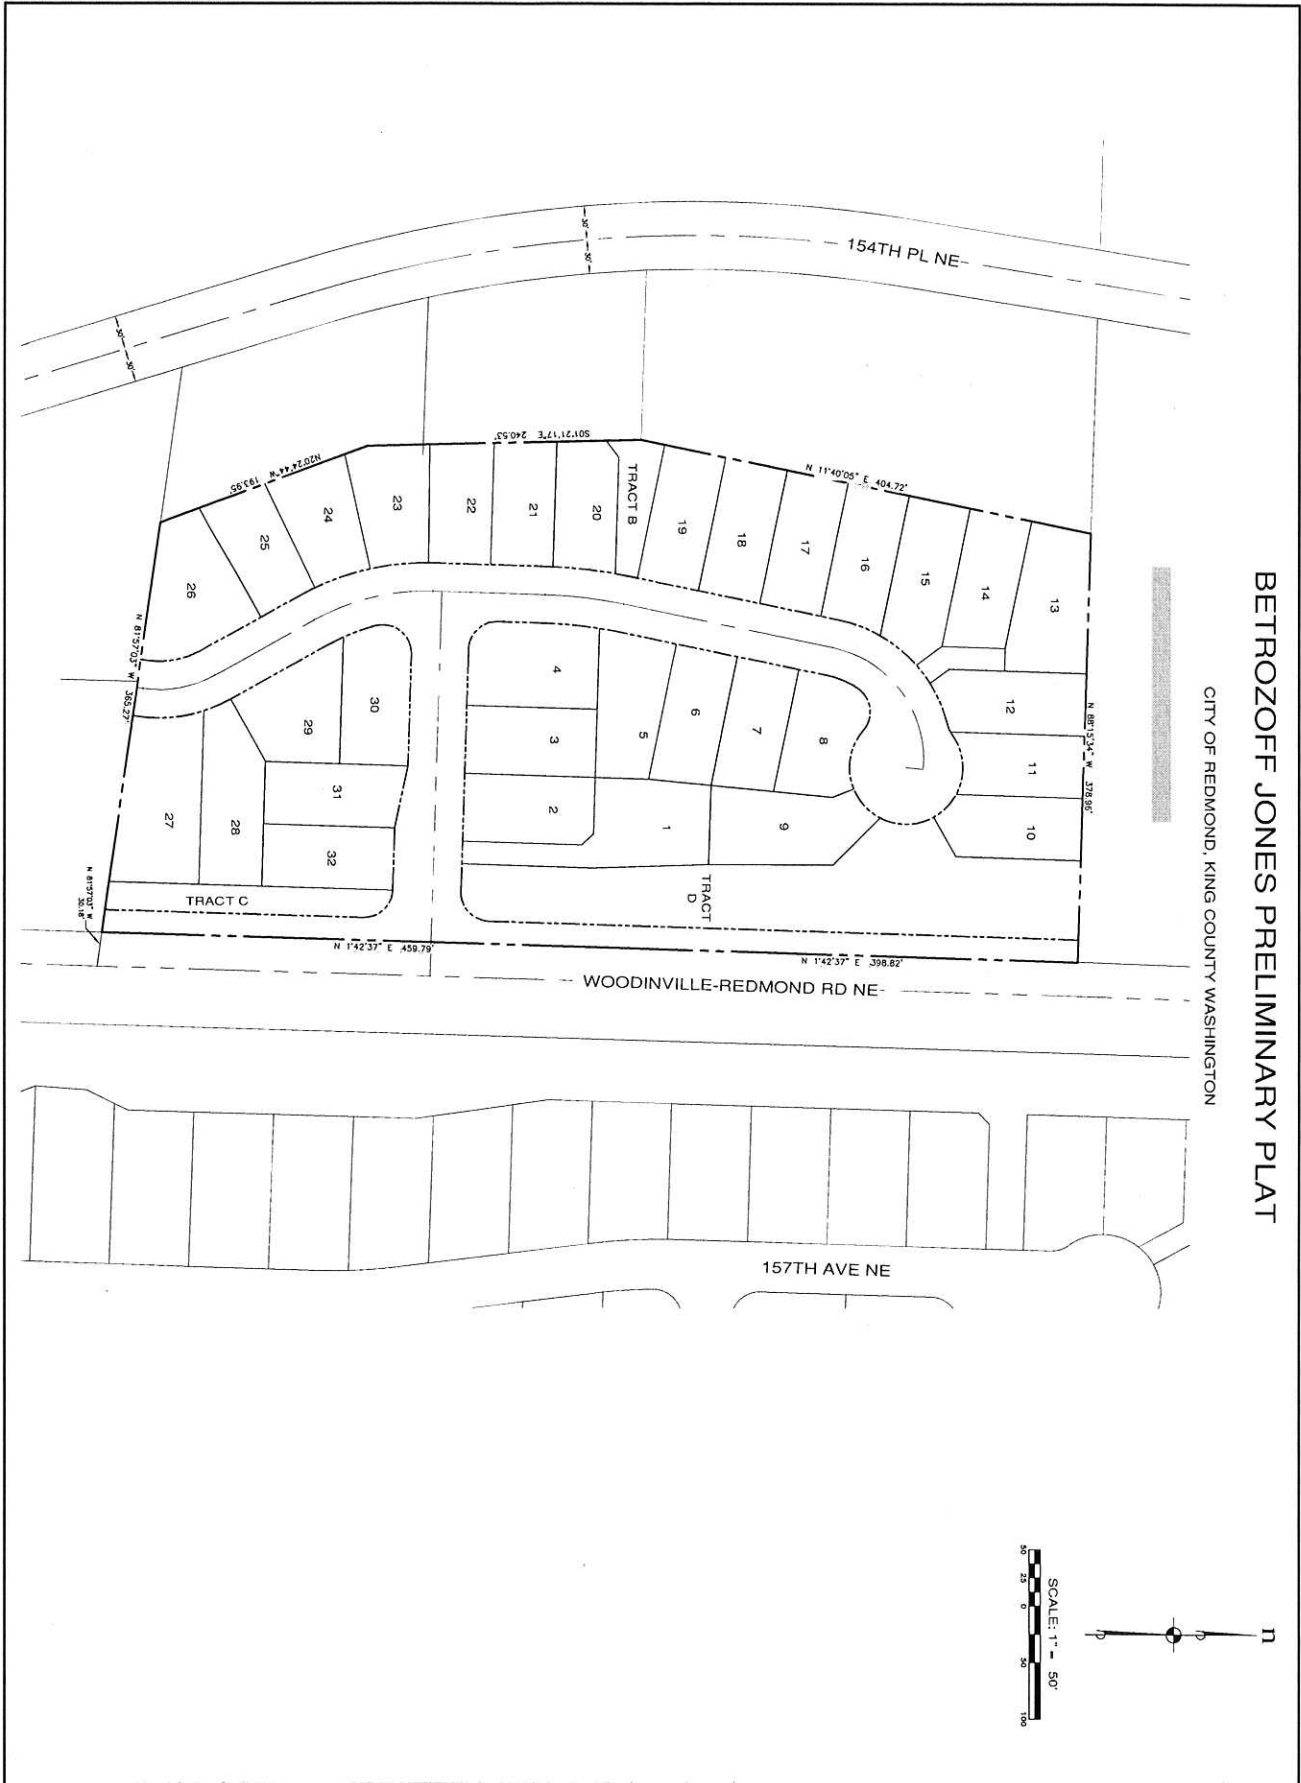 BETROZOFF JONES PRELIMINARY PLAT
CITY OF REDMOND, KING COUNTY WASHINGTON
n
SCALE: 1" = 50'
50 25 0 50 100
154TH PL NE
30' 30'
30' 30'
N 11°40'05" E 404.72'
S01°21'17"E 240.53'
N20°24'44"W 193.95'
N 88°15'34" W 378.96'
N 81°57'03" W 365.27'
N 81°57'03" W
30.18'
N 1°42'37" E 459.79'
N 1°42'37" E 398.82'
13
14
15
16
17
18
19
TRACT B
20
21
22
23
24
25
26
12
11
10
8
7
6
5
4
3
2
1
9
TRACT
D
30
29
31
32
28
27
TRACT C
WOODINVILLE-REDMOND RD NE
157TH AVE NE